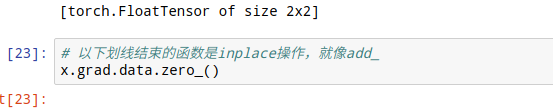 [torch.FloatTensor of size 2x2]
[23]: # 以下划线结束的函数是inplace操作，就像add_
x.grad.data.zero_()
t[23]: